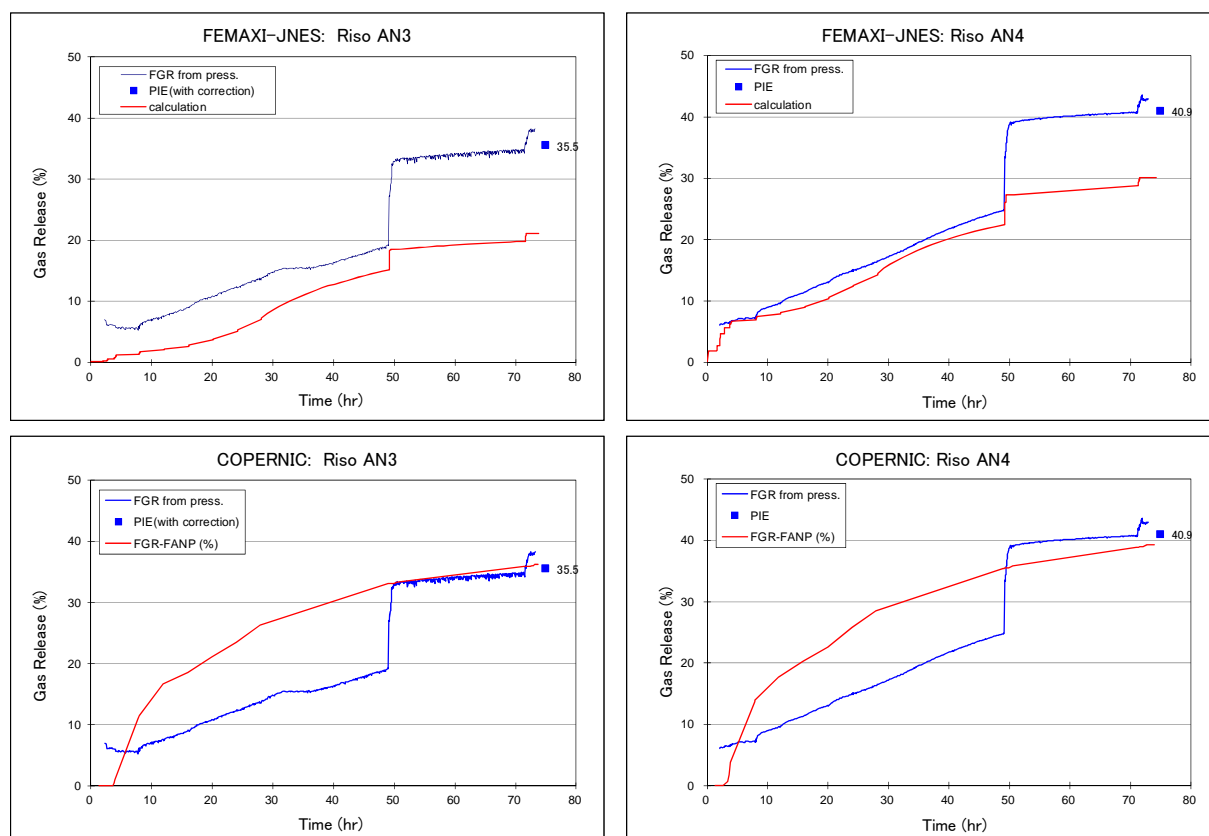 FEMAXI-JNES: Riso AN3
50
40
30
20
10
0
Gas Release (%)
FGR from press.
PIE(with correction)
calculation
35.5
0 10 20 30 40 50 60 70 80
Time (hr)
FEMAXI-JNES: Riso AN4
50
40
30
20
10
0
Gas Release (%)
FGR from press.
PIE
calculation
40.9
0 10 20 30 40 50 60 70 80
Time (hr)
COPERNIC: Riso AN3
50
40
30
20
10
0
Gas Release (%)
FGR from press.
PIE(with correction)
FGR-FANP (%)
35.5
0 10 20 30 40 50 60 70 80
Time (hr)
COPERNIC: Riso AN4
50
40
30
20
10
0
Gas Release (%)
FGR from press.
PIE
FGR-FANP (%)
40.9
0 10 20 30 40 50 60 70 80
Time (hr)